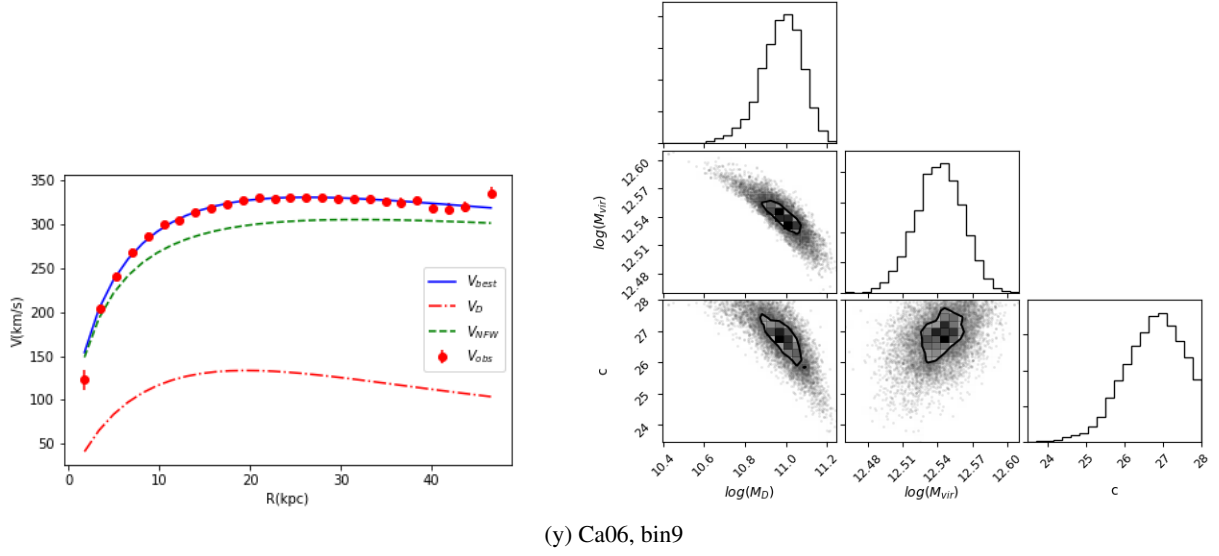 350
300
250
200
150
100
50
V(km/s)
0 10 20 30 40
R(kpc)
V_best
V_D
V_NFW
V_obs
12.60
12.57
12.54
12.51
12.48
log(M_vir)
28
27
26
25
24
c
10.4 10.6 10.8 11.0 11.2
log(M_D)
12.48 12.51 12.54 12.57 12.60
log(M_vir)
24 25 26 27 28
c
(y) Ca06, bin9